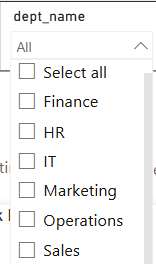 dept_name
All
Select all
Finance
HR
IT
Marketing
Operations
Sales